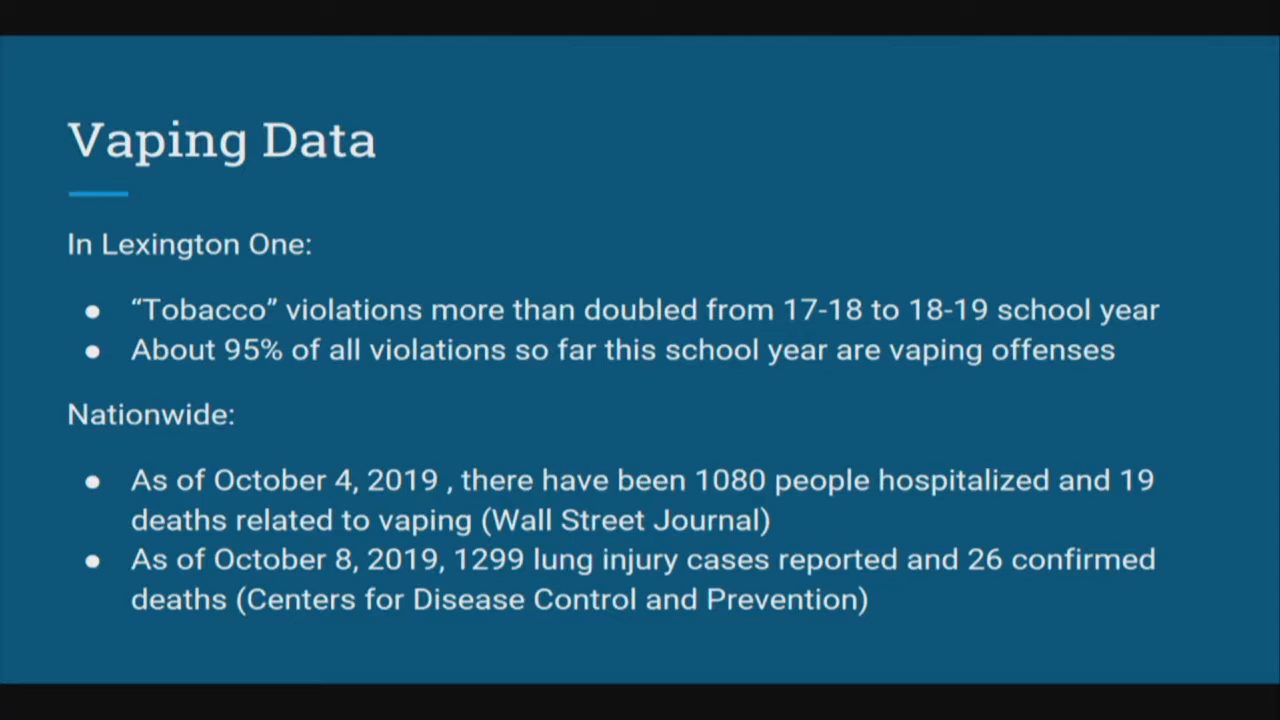 Vaping Data
In Lexington One:
● “Tobacco” violations more than doubled from 17-18 to 18-19 school year
● About 95% of all violations so far this school year are vaping offenses
Nationwide:
● As of October 4, 2019 , there have been 1080 people hospitalized and 19
deaths related to vaping (Wall Street Journal)
● As of October 8, 2019, 1299 lung injury cases reported and 26 confirmed
deaths (Centers for Disease Control and Prevention)